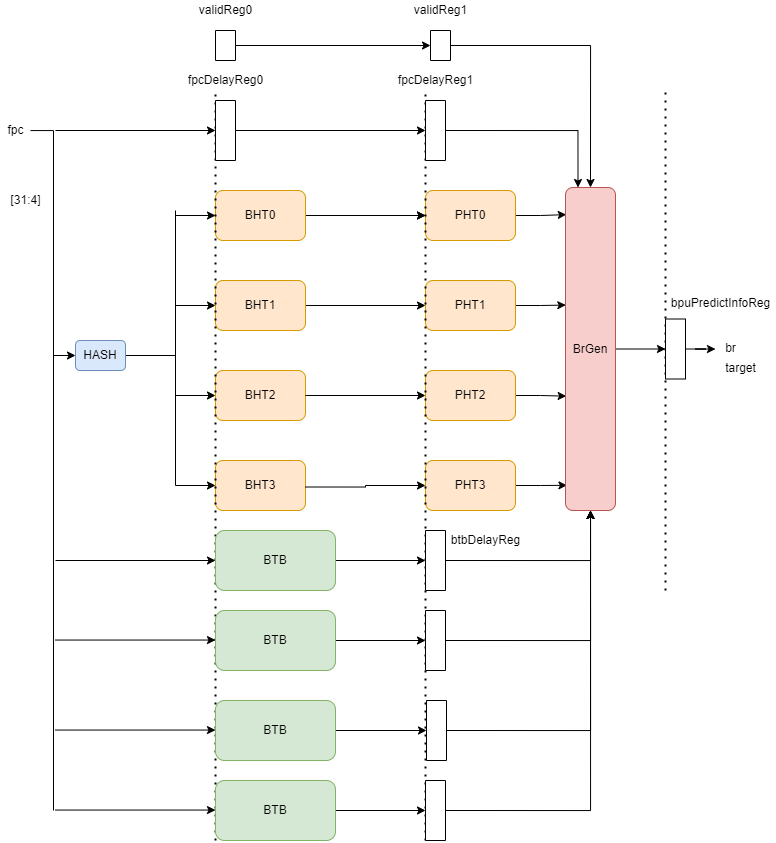 validReg0
validReg1
fpcDelayReg0
fpcDelayReg1
fpc
[31:4]
BHT0
PHT0
BHT1
PHT1
bpuPredictInfoReg
HASH
BrGen
br
target
BHT2
PHT2
BHT3
PHT3
btbDelayReg
BTB
BTB
BTB
BTB